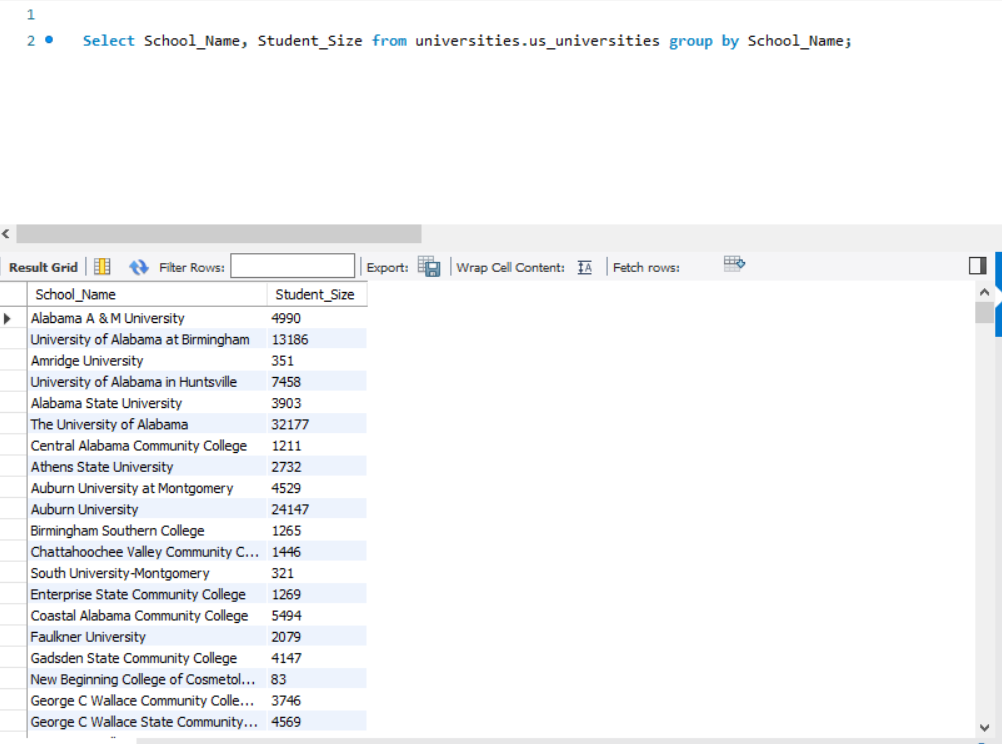 1
2 Select School_Name, Student_Size from universities.us_universities group by School_Name;
Result Grid Filter Rows: Export: Wrap Cell Content: Fetch rows:
School_Name Student_Size
Alabama A & M University 4990
University of Alabama at Birmingham 13186
Amridge University 351
University of Alabama in Huntsville 7458
Alabama State University 3903
The University of Alabama 32177
Central Alabama Community College 1211
Athens State University 2732
Auburn University at Montgomery 4529
Auburn University 24147
Birmingham Southern College 1265
Chattahoochee Valley Community C... 1446
South University-Montgomery 321
Enterprise State Community College 1269
Coastal Alabama Community College 5494
Faulkner University 2079
Gadsden State Community College 4147
New Beginning College of Cosmetol... 83
George C Wallace Community Colle... 3746
George C Wallace State Community... 4569